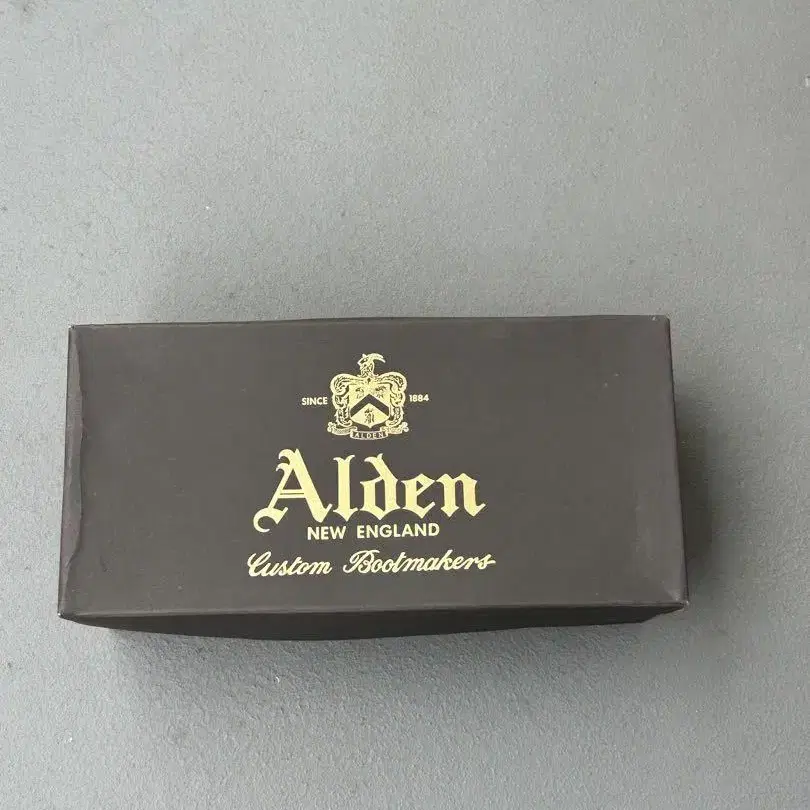 SINCE 1884
ALDEN
Alden
NEW ENGLAND
Custom Bootmakers